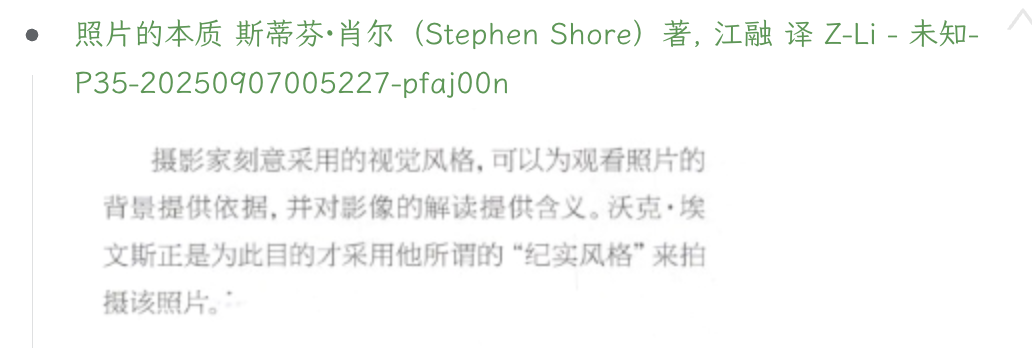 照片的本质 斯蒂芬•肖尔（Stephen Shore）著, 江融 译 Z-Li - 未知-
P35-20250907005227-pfaj00n
摄影家刻意采用的视觉风格, 可以为观看照片的
背景提供依据, 并对影像的解读提供含义。沃克·埃
文斯正是为此目的才采用他所谓的“纪实风格”来拍
摄该照片。